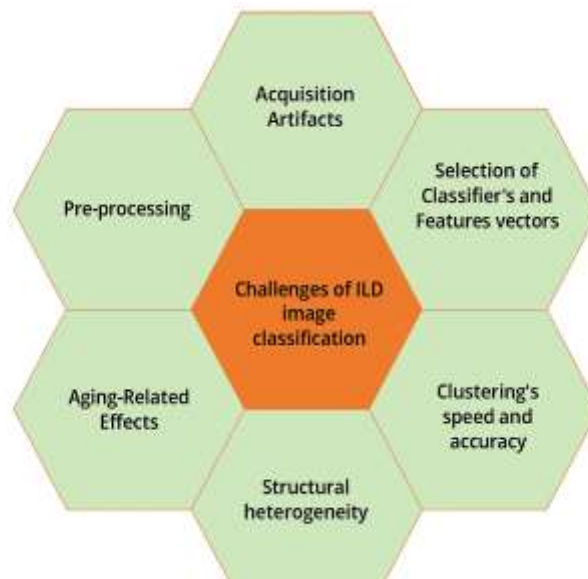 Acquisition
Artifacts
Selection of
Classifier's and
Features vectors
Pre-processing
Challenges of ILD
image
classification
Aging-Related
Effects
Clustering's
speed and
accuracy
Structural
heterogeneity